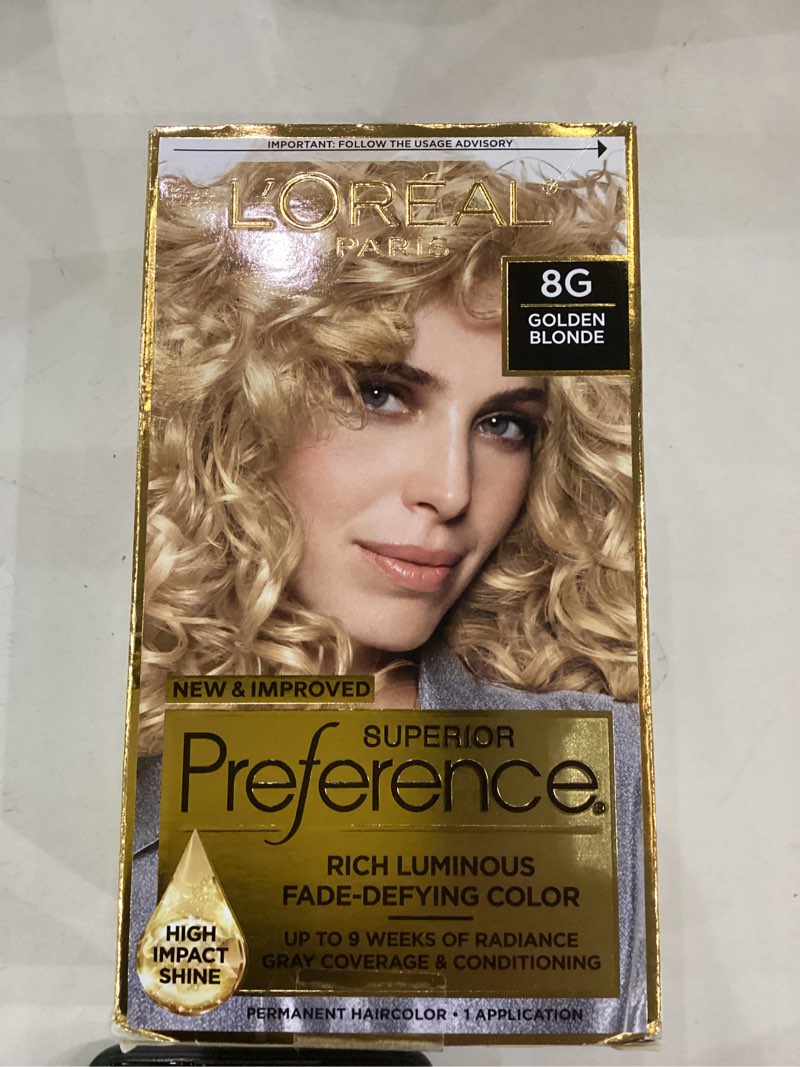 IMPORTANT: FOLLOW THE USAGE ADVISORY
L'ORÉAL®
PARIS
8G
GOLDEN
BLONDE
NEW & IMPROVED
SUPERIOR
Preference®
RICH LUMINOUS
FADE-DEFYING COLOR
UP TO 9 WEEKS OF RADIANCE
GRAY COVERAGE & CONDITIONING
HIGH
IMPACT
SHINE
PERMANENT HAIRCOLOR • 1 APPLICATION